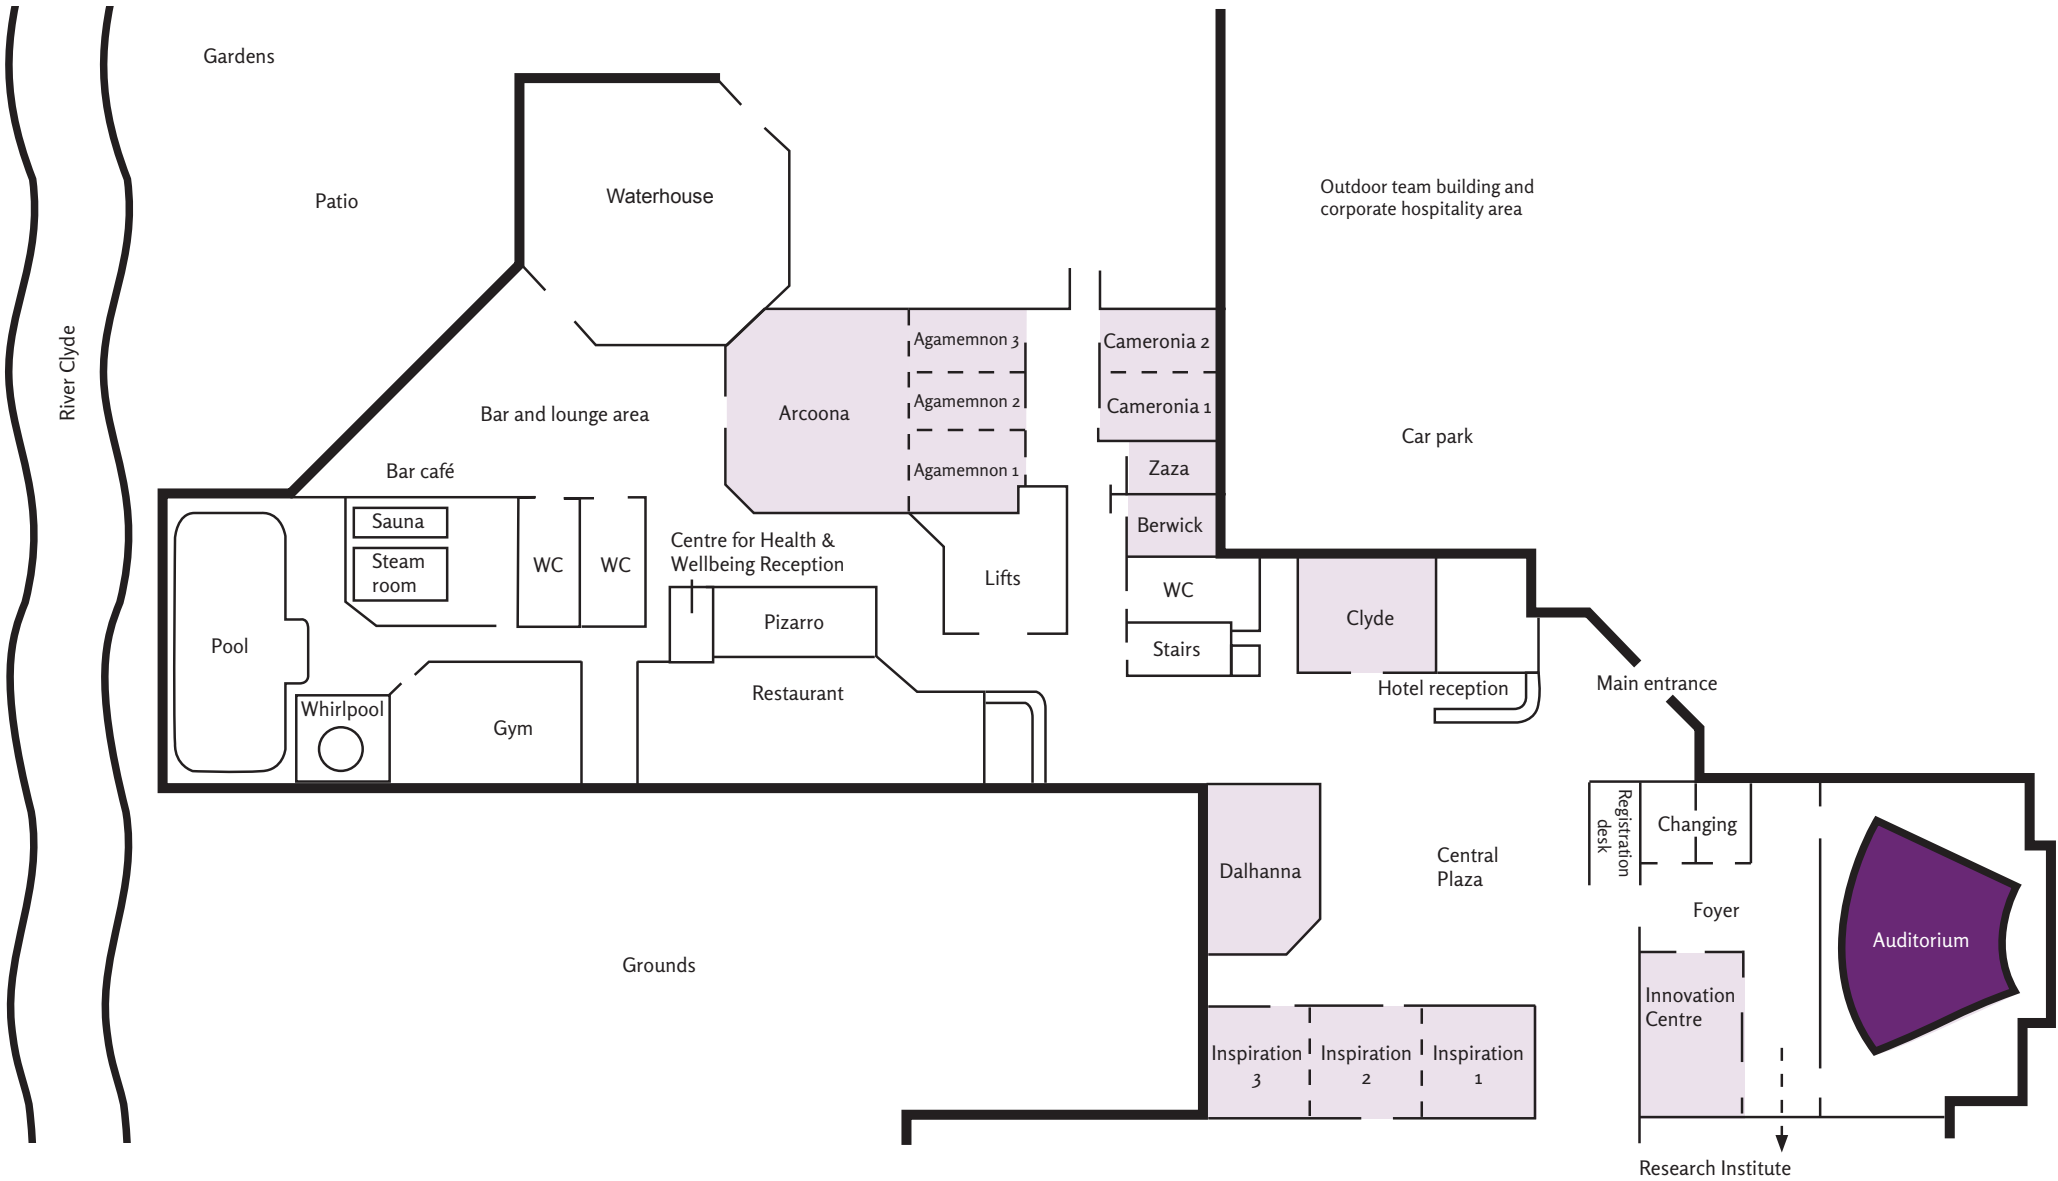 Gardens
Patio
River Clyde
Waterhouse
Outdoor team building and
corporate hospitality area
Agamemnon 3
Agamemnon 2
Agamemnon 1
Arcoona
Cameronia 2
Cameronia 1
Zaza
Berwick
Car park
Bar and lounge area
Bar café
Sauna
Steam
room
WC
WC
Centre for Health &
Wellbeing Reception
Pizarro
Lifts
WC
Stairs
Clyde
Pool
Whirlpool
Gym
Restaurant
Hotel reception
Main entrance
Registration
desk
Changing
Dalhanna
Central
Plaza
Foyer
Auditorium
Grounds
Innovation
Centre
Inspiration
3
Inspiration
2
Inspiration
1
Research Institute